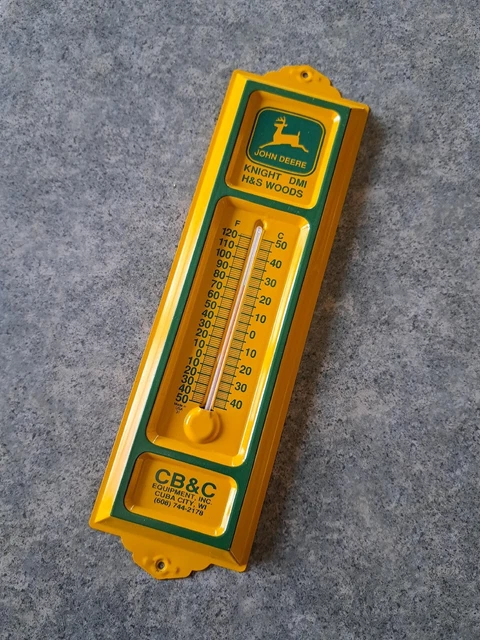 JOHN DEERE
KNIGHT DMI
H&S WOODS
F C
120 50
110
100 40
90
80 30
70
60 20
50 10
40
30 0
20
10 10
0
10 20
20
30 30
40
50 40
CB&C
EQUIPMENT, INC.
CUBA CITY, WI
(608) 744-2178